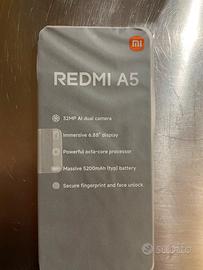 mi
REDMI A5
32MP AI dual camera
Immersive 6.88" display
Powerful octa-core processor
Massive 5200mAh (typ) battery
Secure fingerprint and face unlock
subito